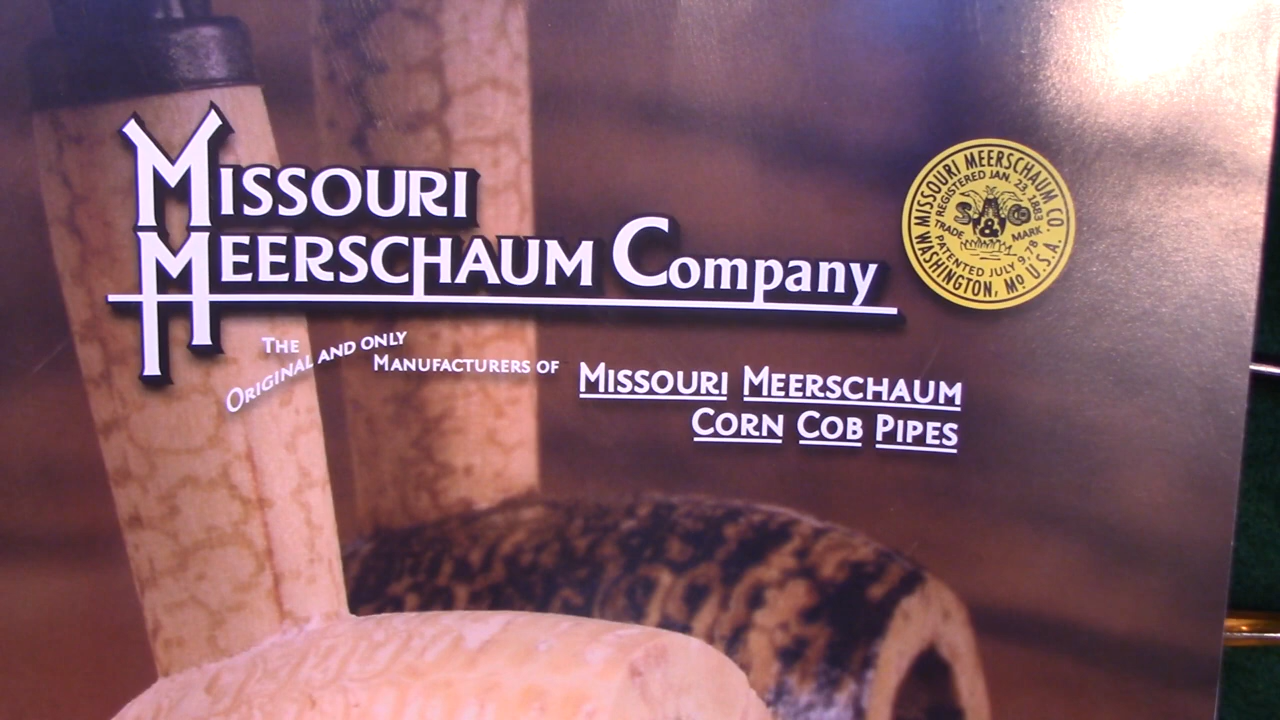 MISSOURI
MEERSCHAUM COMPANY
THE
ORIGINAL AND ONLY
MANUFACTURERS OF
MISSOURI MEERSCHAUM
CORN COB PIPES
MISSOURI MEERSCHAUM CO
REGISTERED JAN. 23, 1883
S & CO
TRADE MARK
PATENTED JULY 9, 78
WASHINGTON, MO U.S.A.